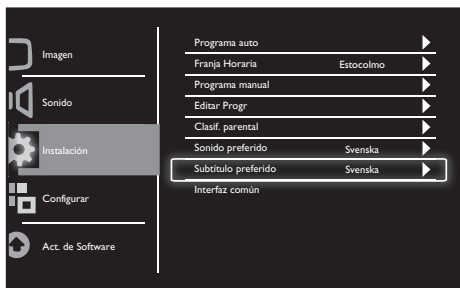 Imagen
Sonido
Instalación
Configurar
Act. de Software
Programa auto
Franja Horaria Estocolmo
Programa manual
Editar Progr
Clasif. parental
Sonido preferido Svenska
Subtítulo preferido Svenska
Interfaz común